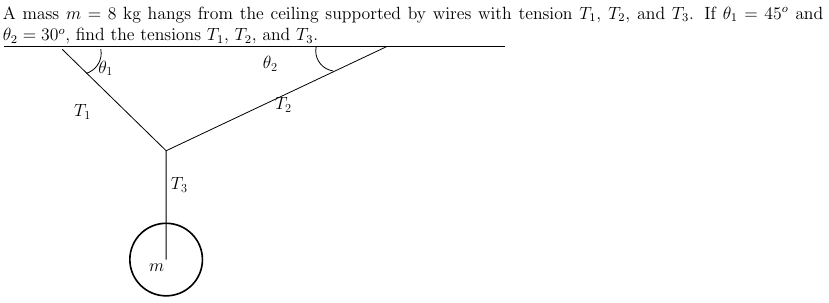 A mass m = 8 kg hangs from the ceiling supported by wires with tension T₁, T₂, and T₃. If θ₁ = 45° and
θ₂ = 30°, find the tensions T₁, T₂, and T₃.
θ₁
θ₂
T₁
T₂
T₃
m